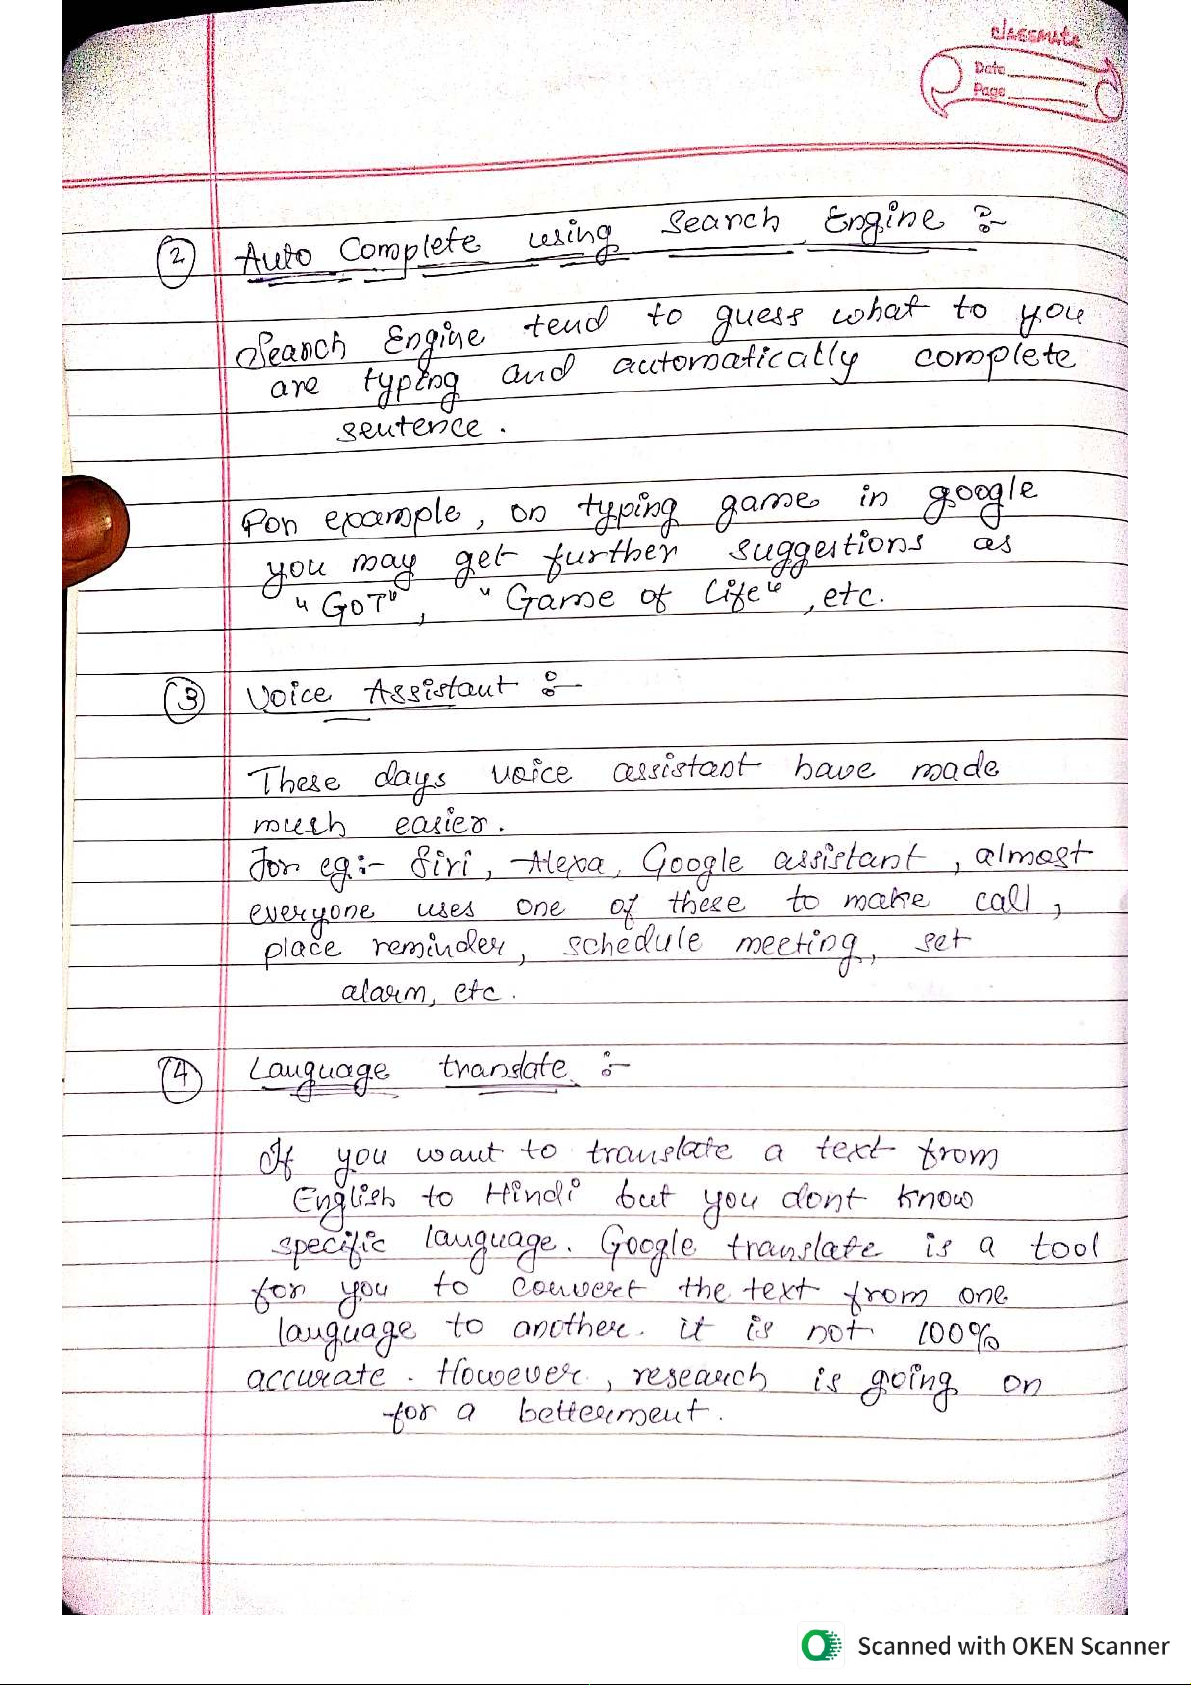 classmate
Date
Page
2 Auto Complete using Search Engine :-
Search Engine tend to guess what to you
are typing and automatically complete
sentence.
For example, on typing game in google
you may get further suggestions as
"GOT", "Game of Life", etc.
3 Voice Assistant :-
These days voice assistant have made
much easier.
For eg:- Siri, Alexa, Google assistant, almost
everyone uses one of these to make call,
place reminder, schedule meeting, set
alarm, etc.
4 Language translate :-
If you want to translate a text from
English to Hindi but you dont know
specific language. Google translate is a tool
for you to convert the text from one
language to another. it is not 100%
accurate. However, research is going on
for a betterment.
Scanned with OKEN Scanner